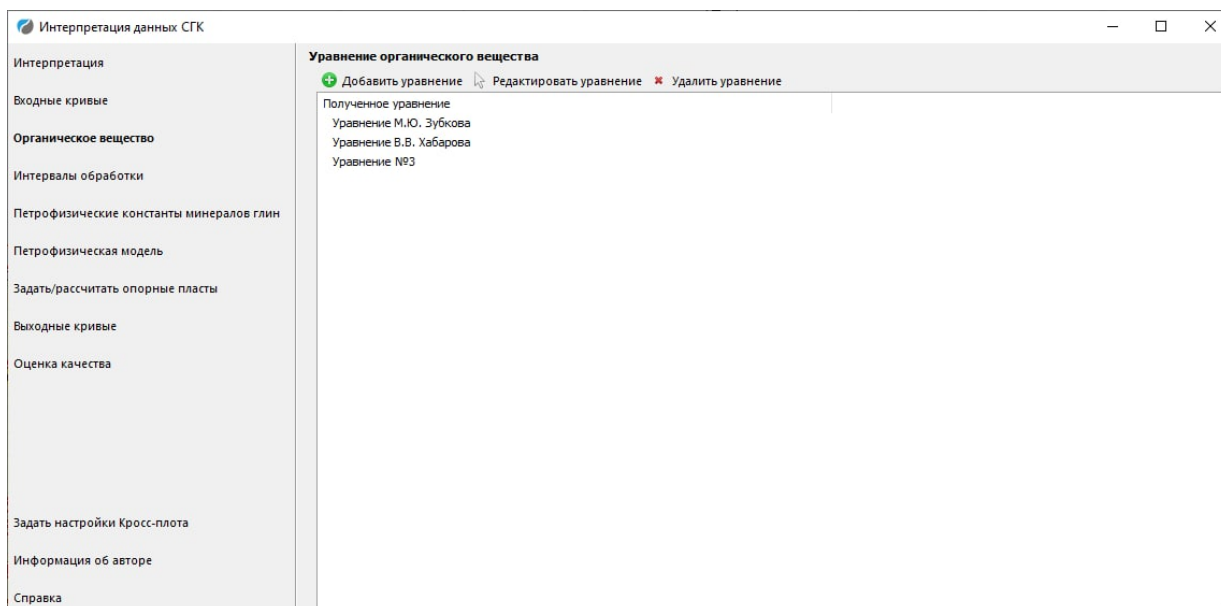 Интерпретация данных СГК
Интерпретация
Входные кривые
Органическое вещество
Интервалы обработки
Петрофизические константы минералов глин
Петрофизическая модель
Задать/рассчитать опорные пласты
Выходные кривые
Оценка качества
Задать настройки Кросс-плота
Информация об авторе
Справка
Уравнение органического вещества
Добавить уравнение Редактировать уравнение Удалить уравнение
Полученное уравнение
Уравнение М.Ю. Зубкова
Уравнение В.В. Хабарова
Уравнение №3